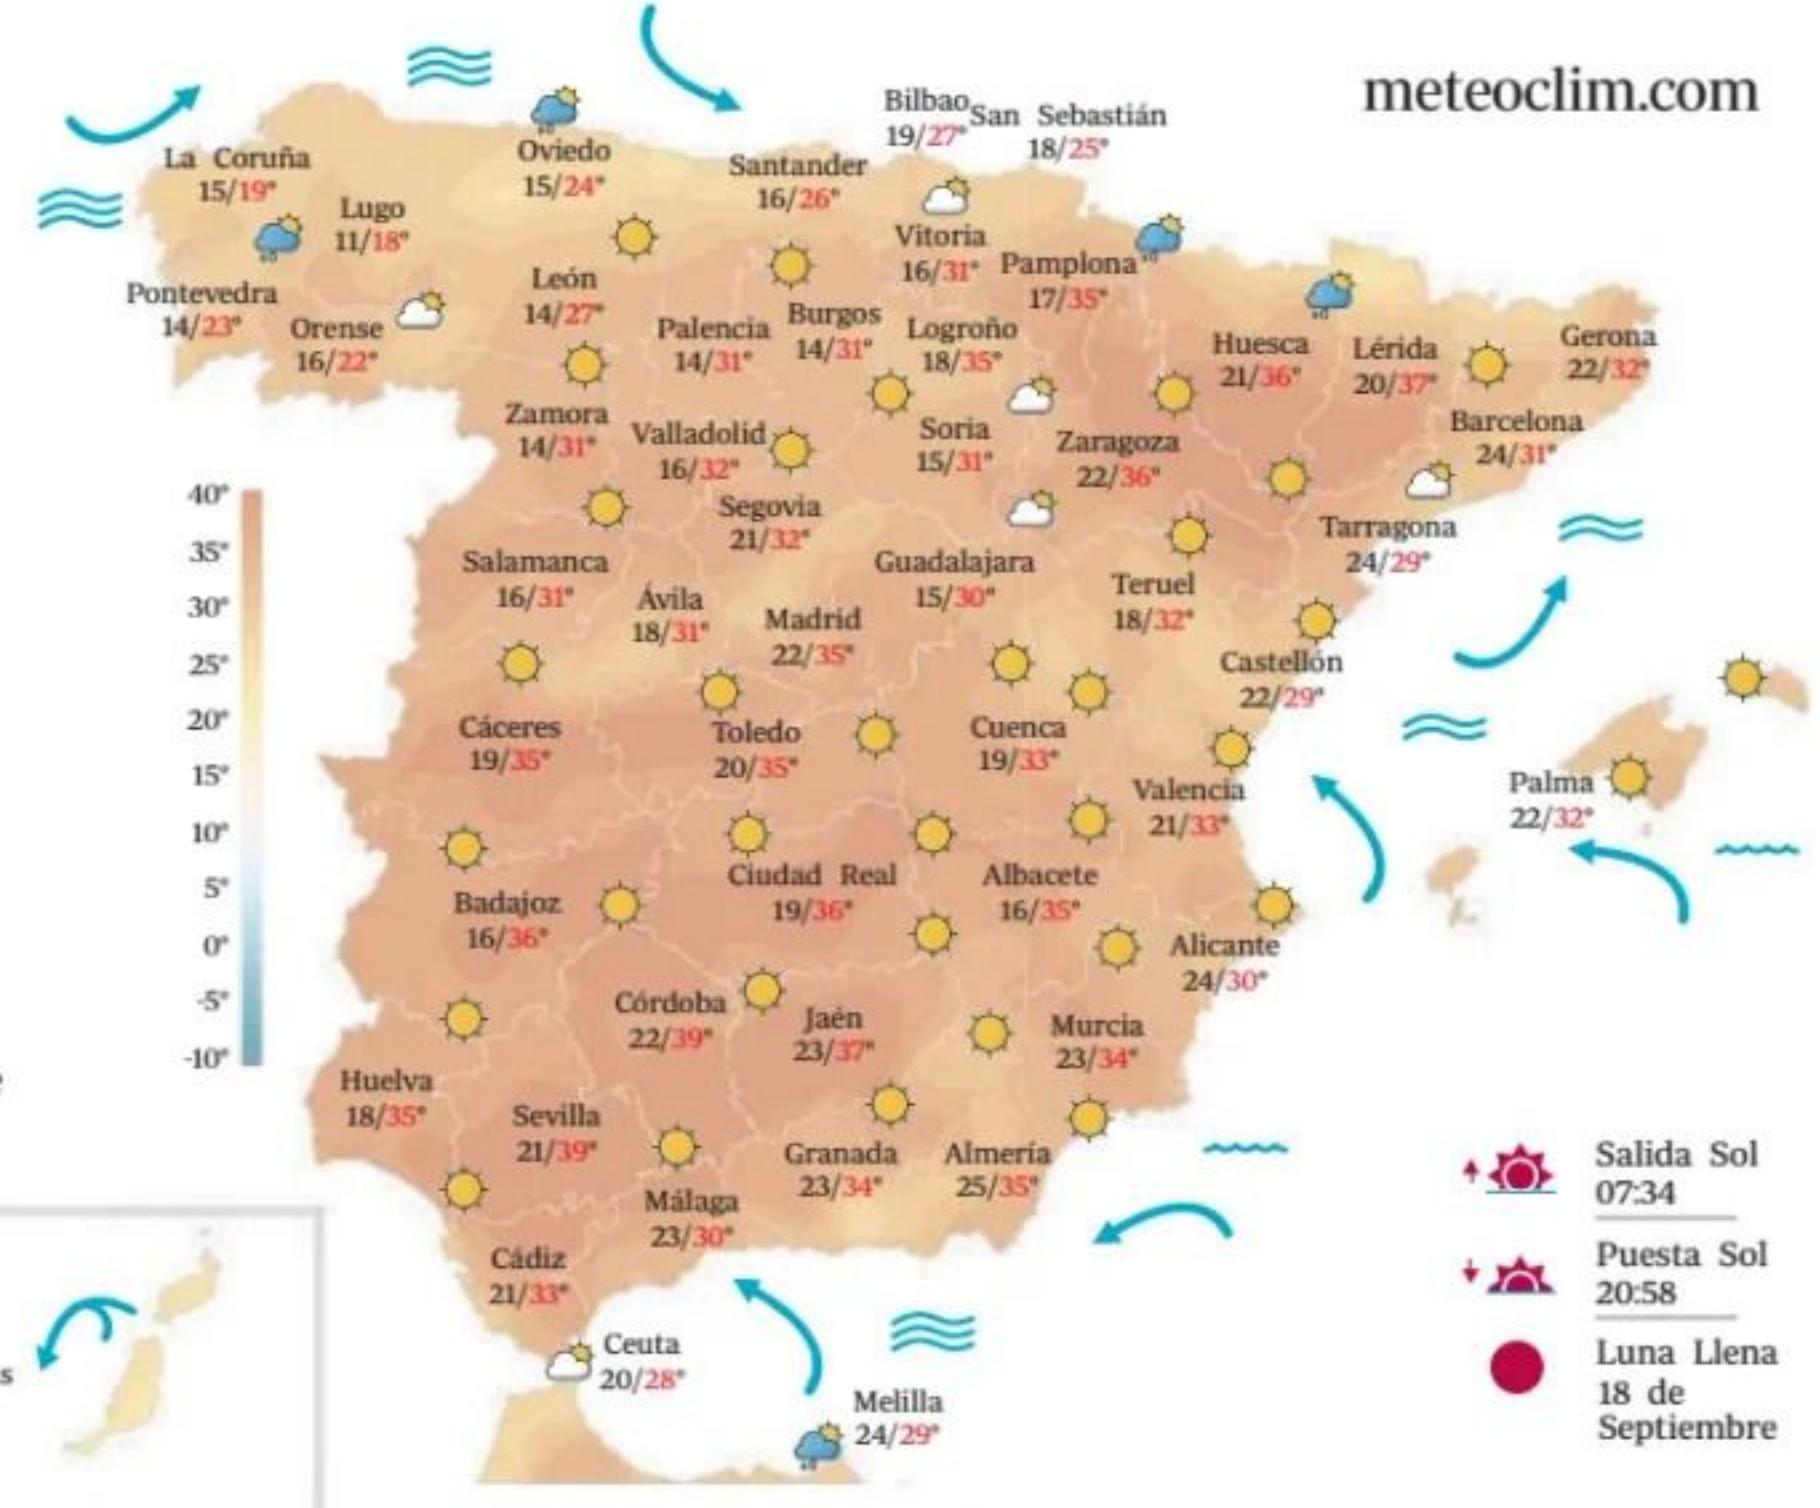 meteoclim.com
Bilbao
19/27°
San Sebastián
18/25°
La Coruña
15/19°
Oviedo
15/24°
Santander
16/26°
Lugo
11/18°
Vitoria
16/31°
Pamplona
17/35°
Pontevedra
14/23°
Orense
16/22°
León
14/27°
Palencia
14/31°
Burgos
14/31°
Logroño
18/35°
Huesca
21/36°
Lérida
20/37°
Gerona
22/32°
Zamora
14/31°
Valladolid
16/32°
Soria
15/31°
Zaragoza
22/36°
Barcelona
24/31°
Segovia
21/32°
Tarragona
24/29°
Salamanca
16/31°
Ávila
18/31°
Madrid
22/35°
Guadalajara
15/30°
Teruel
18/32°
Castellón
22/29°
Cáceres
19/35°
Toledo
20/35°
Cuenca
19/33°
Valencia
21/33°
Palma
22/32°
Badajoz
16/36°
Ciudad Real
19/36°
Albacete
16/35°
Alicante
24/30°
Córdoba
22/39°
Jaén
23/37°
Murcia
23/34°
Huelva
18/35°
Sevilla
21/39°
Granada
23/34°
Almería
25/35°
Málaga
23/30°
Cádiz
21/33°
Ceuta
20/28°
Melilla
24/29°
40°
35°
30°
25°
20°
15°
10°
5°
0°
-5°
-10°
Salida Sol
07:34
Puesta Sol
20:58
Luna Llena
18 de
Septiembre